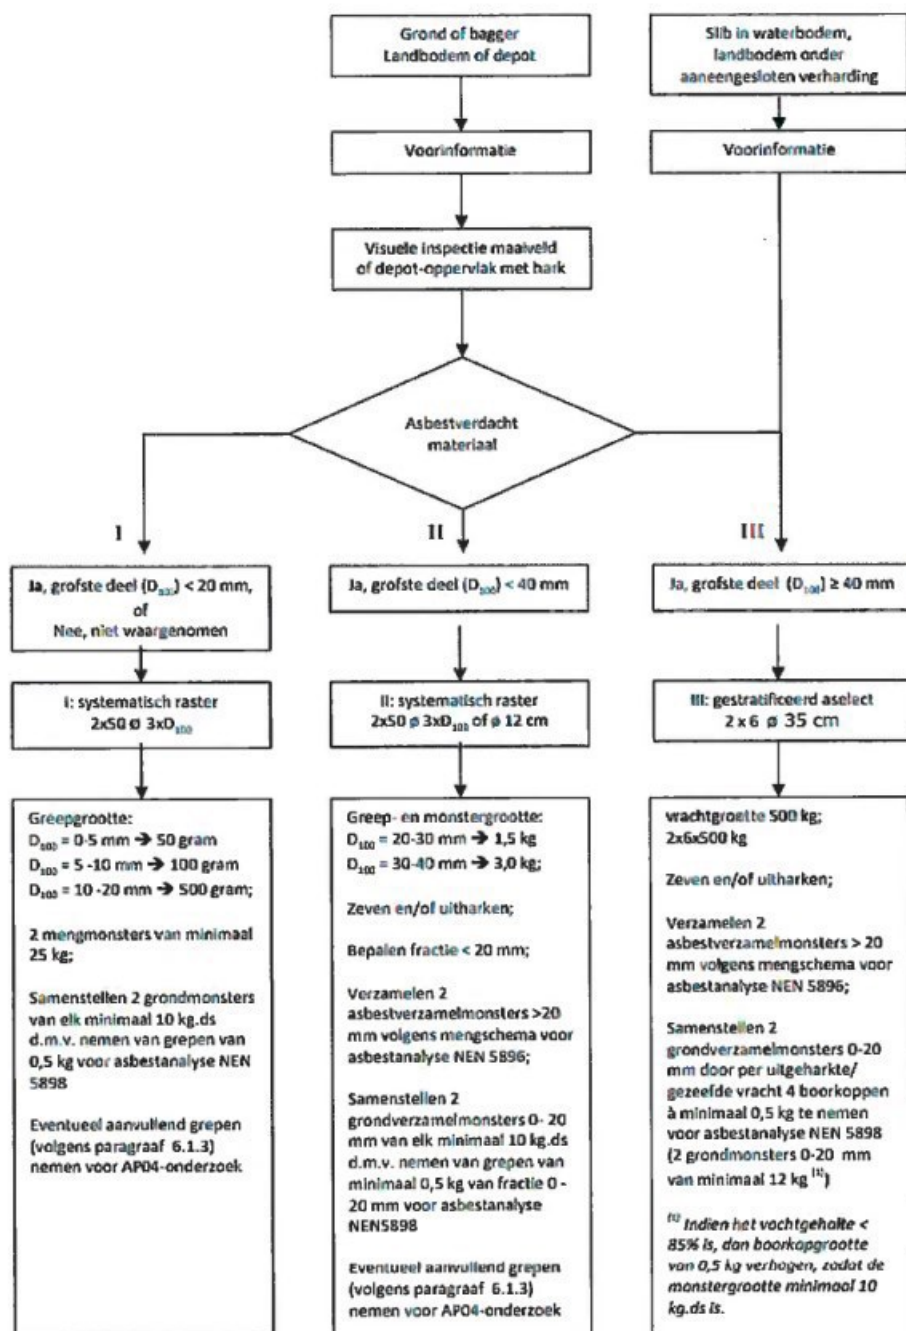 Grond of bagger
Landbodem of depot
Slib in waterbodem,
landbodem onder
aaneengesloten verharding
Voorinformatie
Voorinformatie
Visuele inspectie maaiveld
of depot-oppervlak met hark
Asbestverdacht
materiaal
I
II
III
Ja, grofste deel (D₁₀₀) < 20 mm,
of
Nee, niet waargenomen
Ja, grofste deel (D₁₀₀) < 40 mm
Ja, grofste deel (D₁₀₀) ≥ 40 mm
I: systematisch raster
2x50 Ø 3xD₁₀₀
II: systematisch raster
2x50 ø 3xD₁₀₀ of ø 12 cm
III: gestratificeerd aselect
2 x 6 ø 35 cm
Greepgrootte:
D₁₀₀ = 0-5 mm ➔ 50 gram
D₁₀₀ = 5 -10 mm ➔ 100 gram
D₁₀₀ = 10 -20 mm ➔ 500 gram;
2 mengmonsters van minimaal
25 kg;
Samenstellen 2 grondmonsters
van elk minimaal 10 kg.ds
d.m.v. nemen van grepen van
0,5 kg voor asbestanalyse NEN
5898
Eventueel aanvullend grepen
(volgens paragraaf 6.1.3)
nemen voor AP04-onderzoek
Greep- en monstergrootte:
D₁₀₀ = 20-30 mm ➔ 1,5 kg
D₁₀₀ = 30-40 mm ➔ 3,0 kg;
Zeven en/of uitharken;
Bepalen fractie < 20 mm;
Verzamelen 2
asbestverzamelmonsters >20
mm volgens mengschema voor
asbestanalyse NEN 5896;
Samenstellen 2
grondverzamelmonsters 0- 20
mm van elk minimaal 10 kg.ds
d.m.v. nemen van grepen van
minimaal 0,5 kg van fractie 0 -
20 mm voor asbestanalyse
NEN5898
Eventueel aanvullend grepen
(volgens paragraaf 6.1.3)
nemen voor AP04-onderzoek
vrachtgrootte 500 kg;
2x6x500 kg
Zeven en/of uitharken;
Verzamelen 2
asbestverzamelmonsters > 20
mm volgens mengschema voor
asbestanalyse NEN 5896;
Samenstellen 2
grondverzamelmonsters 0-20
mm door per uitgeharkte/
gezeefde vracht 4 boorkoppen
à minimaal 0,5 kg te nemen
voor asbestanalyse NEN 5898
(2 grondmonsters 0-20 mm
van minimaal 12 kg ⁽¹⁾)
⁽¹⁾ Indien het vochtgehalte <
85% is, dan boorkopgrootte
van 0,5 kg verhogen, zodat de
monstergrootte minimaal 10
kg.ds is.